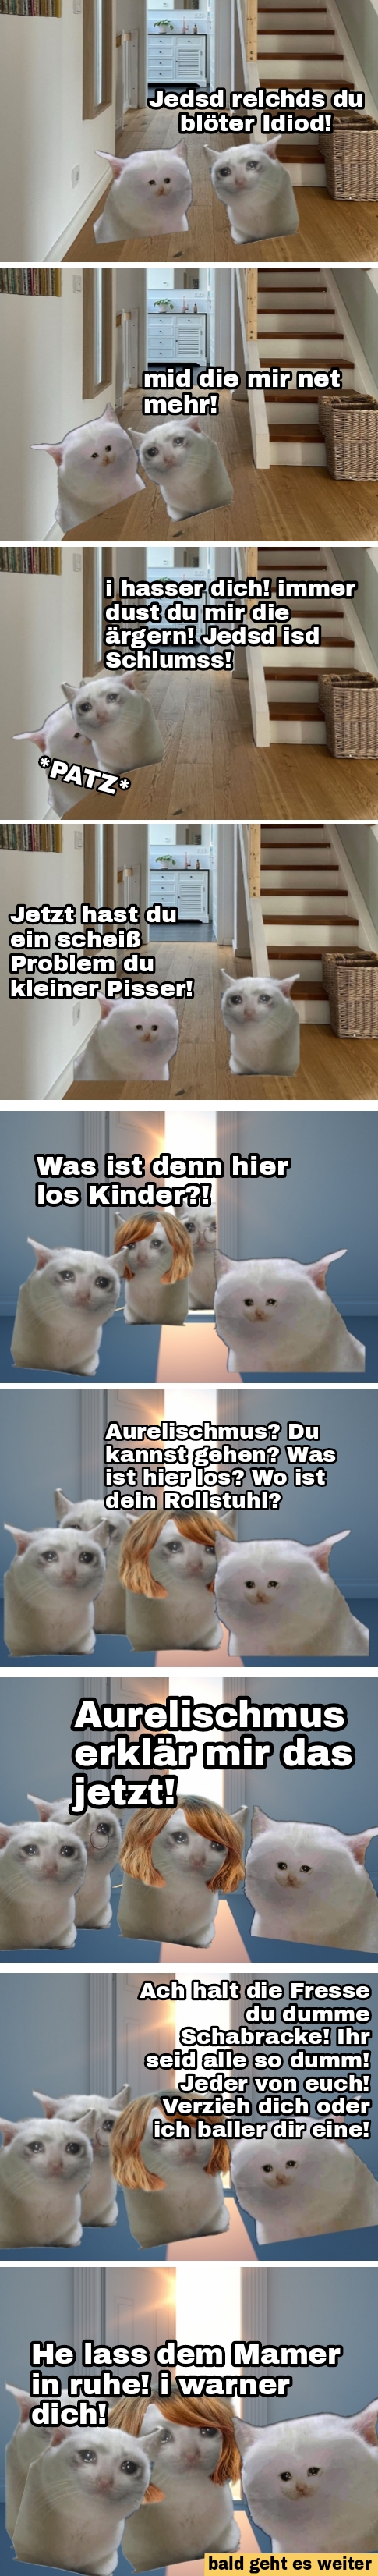 Jedsd reichds du
blöter Idiod!
mid die mir net
mehr!
i hasser dich! immer
dust du mir die
ärgern! Jedsd isd
Schlumss!
*PATZ*
Jetzt hast du
ein scheiß
Problem du
kleiner Pisser!
Was ist denn hier
los Kinder?!
Aurelischmus? Du
kannst gehen? Was
ist hier los? Wo ist
dein Rollstuhl?
Aurelischmus
erklär mir das
jetzt!
Ach halt die Fresse
du dumme
Schabracke! Ihr
seid alle so dumm!
Jeder von euch!
Verzieh dich oder
ich baller dir eine!
He lass dem Mamer
in ruhe! i warner
dich!
bald geht es weiter